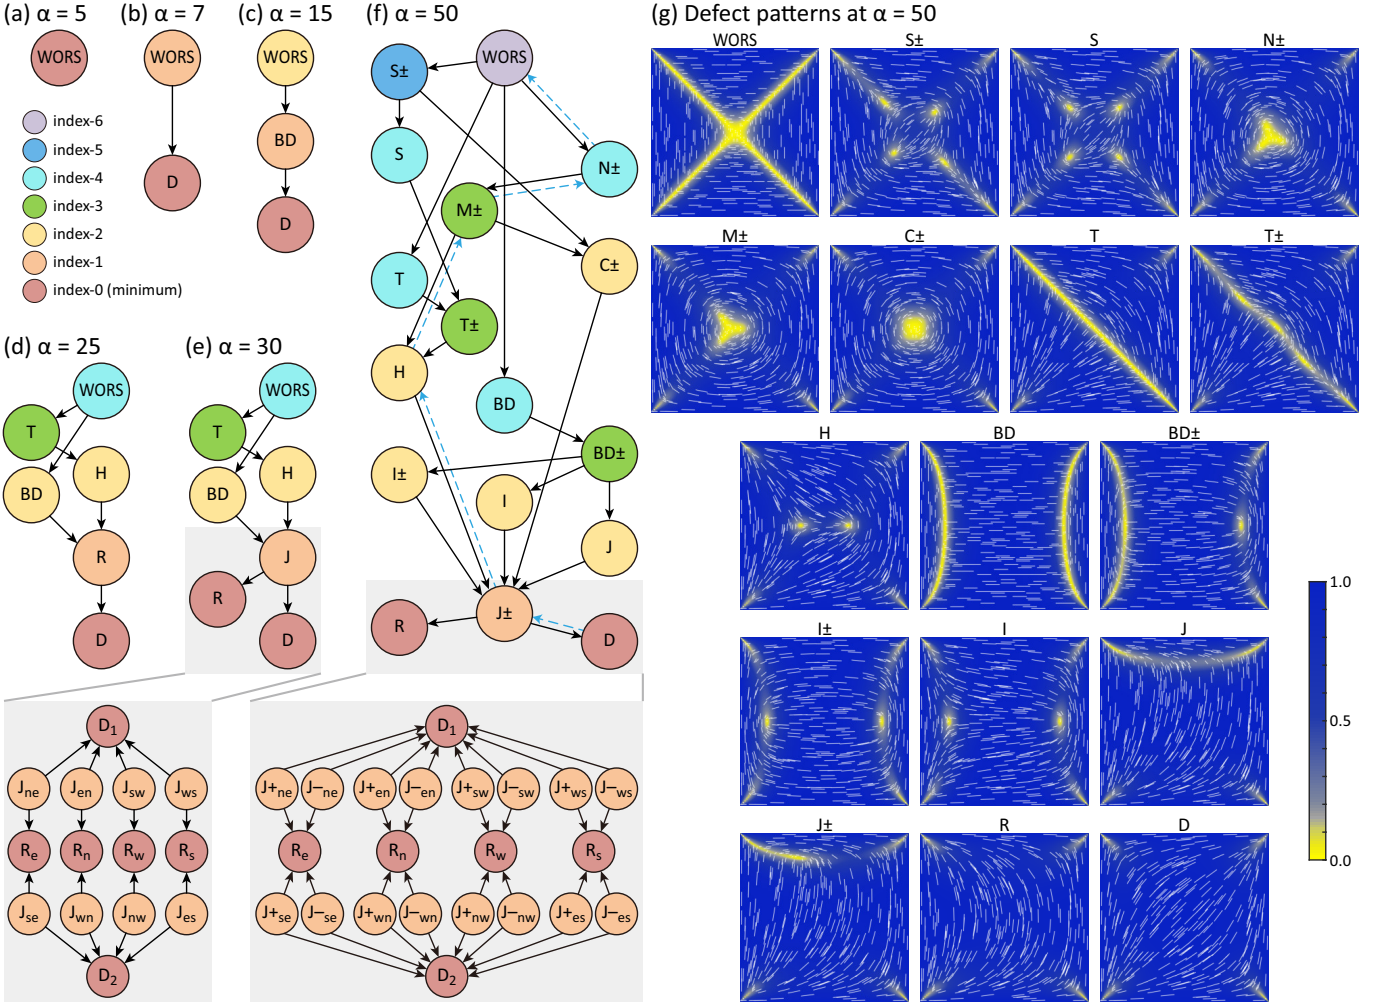 (a) α = 5
WORS
(b) α = 7
WORS
D
(c) α = 15
WORS
BD
D
index-6
index-5
index-4
index-3
index-2
index-1
index-0 (minimum)
(d) α = 25
WORS
T
H
BD
R
D
(e) α = 30
WORS
T
H
BD
J
R
D
(f) α = 50
S±
WORS
S
N±
M±
C±
T
T±
H
BD
BD±
I±
I
J
J±
R
D
D1
Jne Jen Jsw Jws
Re Rn Rw Rs
Jse Jwn Jnw Jes
D2
D1
J+ne J−ne J+en J−en J+sw J−sw J+ws J−ws
Re Rn Rw Rs
J+se J−se J+wn J−wn J+nw J−nw J+es J−es
D2
(g) Defect patterns at α = 50
WORS S± S N±
M± C± T T±
H BD BD±
I± I J
J± R D
1.0
0.5
0.0